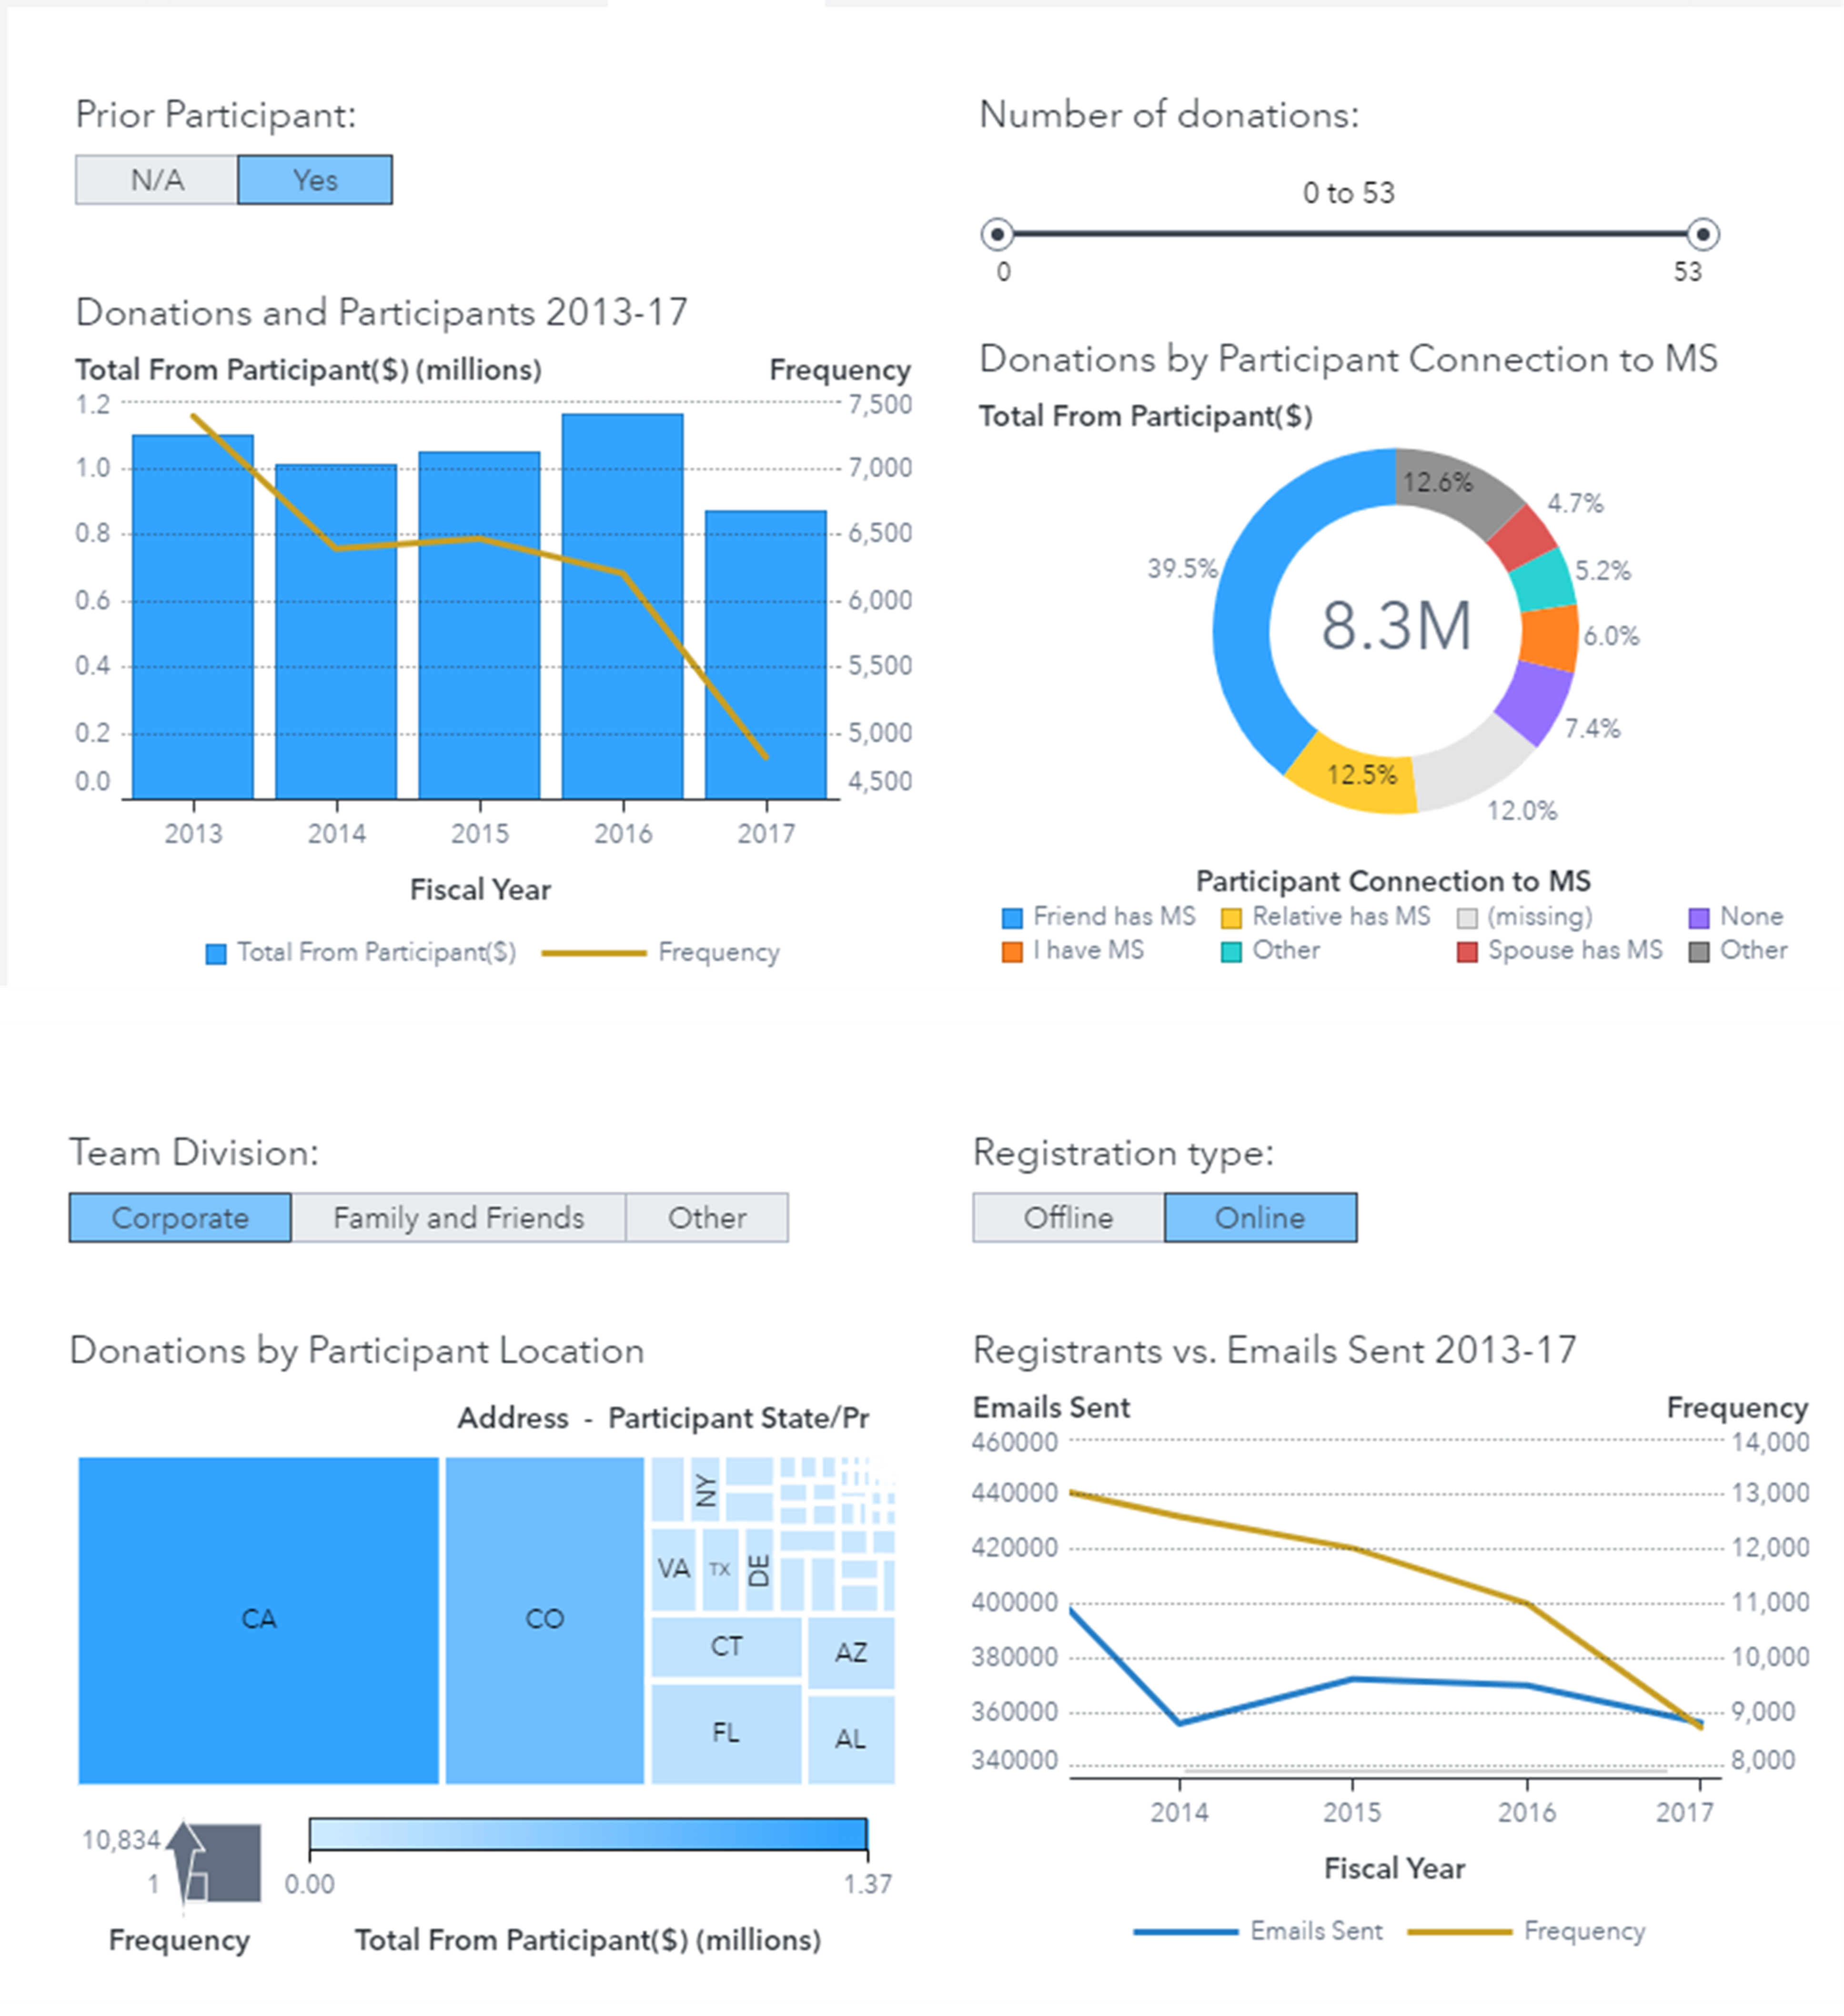 Prior Participant:
N/A Yes
Number of donations:
0 to 53
0 53
Donations and Participants 2013-17
Total From Participant($) (millions) Frequency
1.2 7,500
1.0 7,000
0.8 6,500
0.6 6,000
0.4 5,500
0.2 5,000
0.0 4,500
2013 2014 2015 2016 2017
Fiscal Year
Total From Participant($) Frequency
Donations by Participant Connection to MS
Total From Participant($)
12.6%
4.7%
39.5%
5.2%
8.3M
6.0%
7.4%
12.5%
12.0%
Participant Connection to MS
Friend has MS Relative has MS (missing) None
I have MS Other Spouse has MS Other
Team Division:
Corporate Family and Friends Other
Registration type:
Offline Online
Donations by Participant Location
Address - Participant State/Pr
NY
VA TX DE
CA CO
CT AZ
FL AL
10,834
1 0.00 1.37
Frequency Total From Participant($) (millions)
Registrants vs. Emails Sent 2013-17
Emails Sent Frequency
460000 14,000
440000 13,000
420000 12,000
400000 11,000
380000 10,000
360000 9,000
340000 8,000
2014 2015 2016 2017
Fiscal Year
Emails Sent Frequency